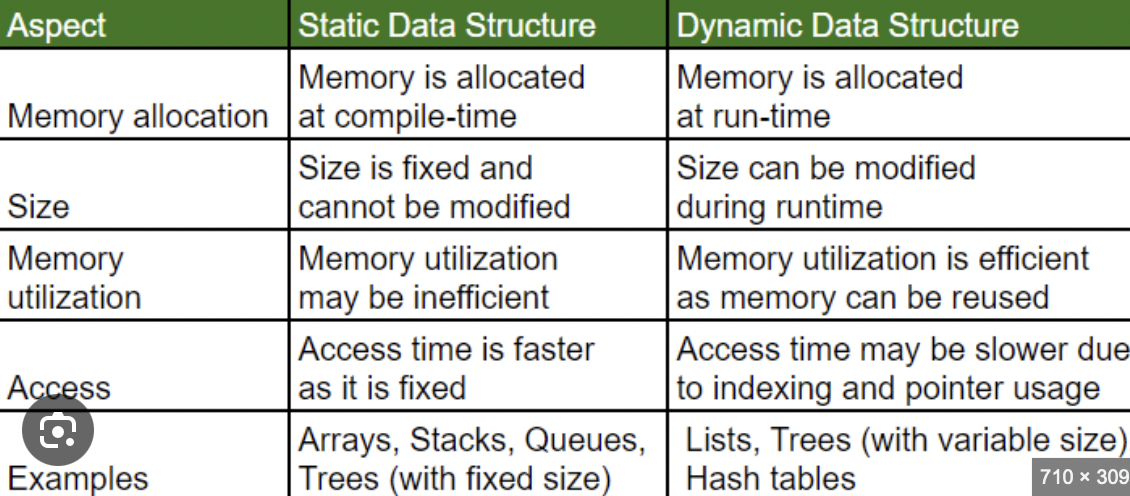 Aspect
Static Data Structure
Dynamic Data Structure
Memory allocation
Memory is allocated
at compile-time
Memory is allocated
at run-time
Size
Size is fixed and
cannot be modified
Size can be modified
during runtime
Memory
utilization
Memory utilization
may be inefficient
Memory utilization is efficient
as memory can be reused
Access
Access time is faster
as it is fixed
Access time may be slower due
to indexing and pointer usage
Examples
Arrays, Stacks, Queues,
Trees (with fixed size)
Lists, Trees (with variable size)
Hash tables
710 × 309